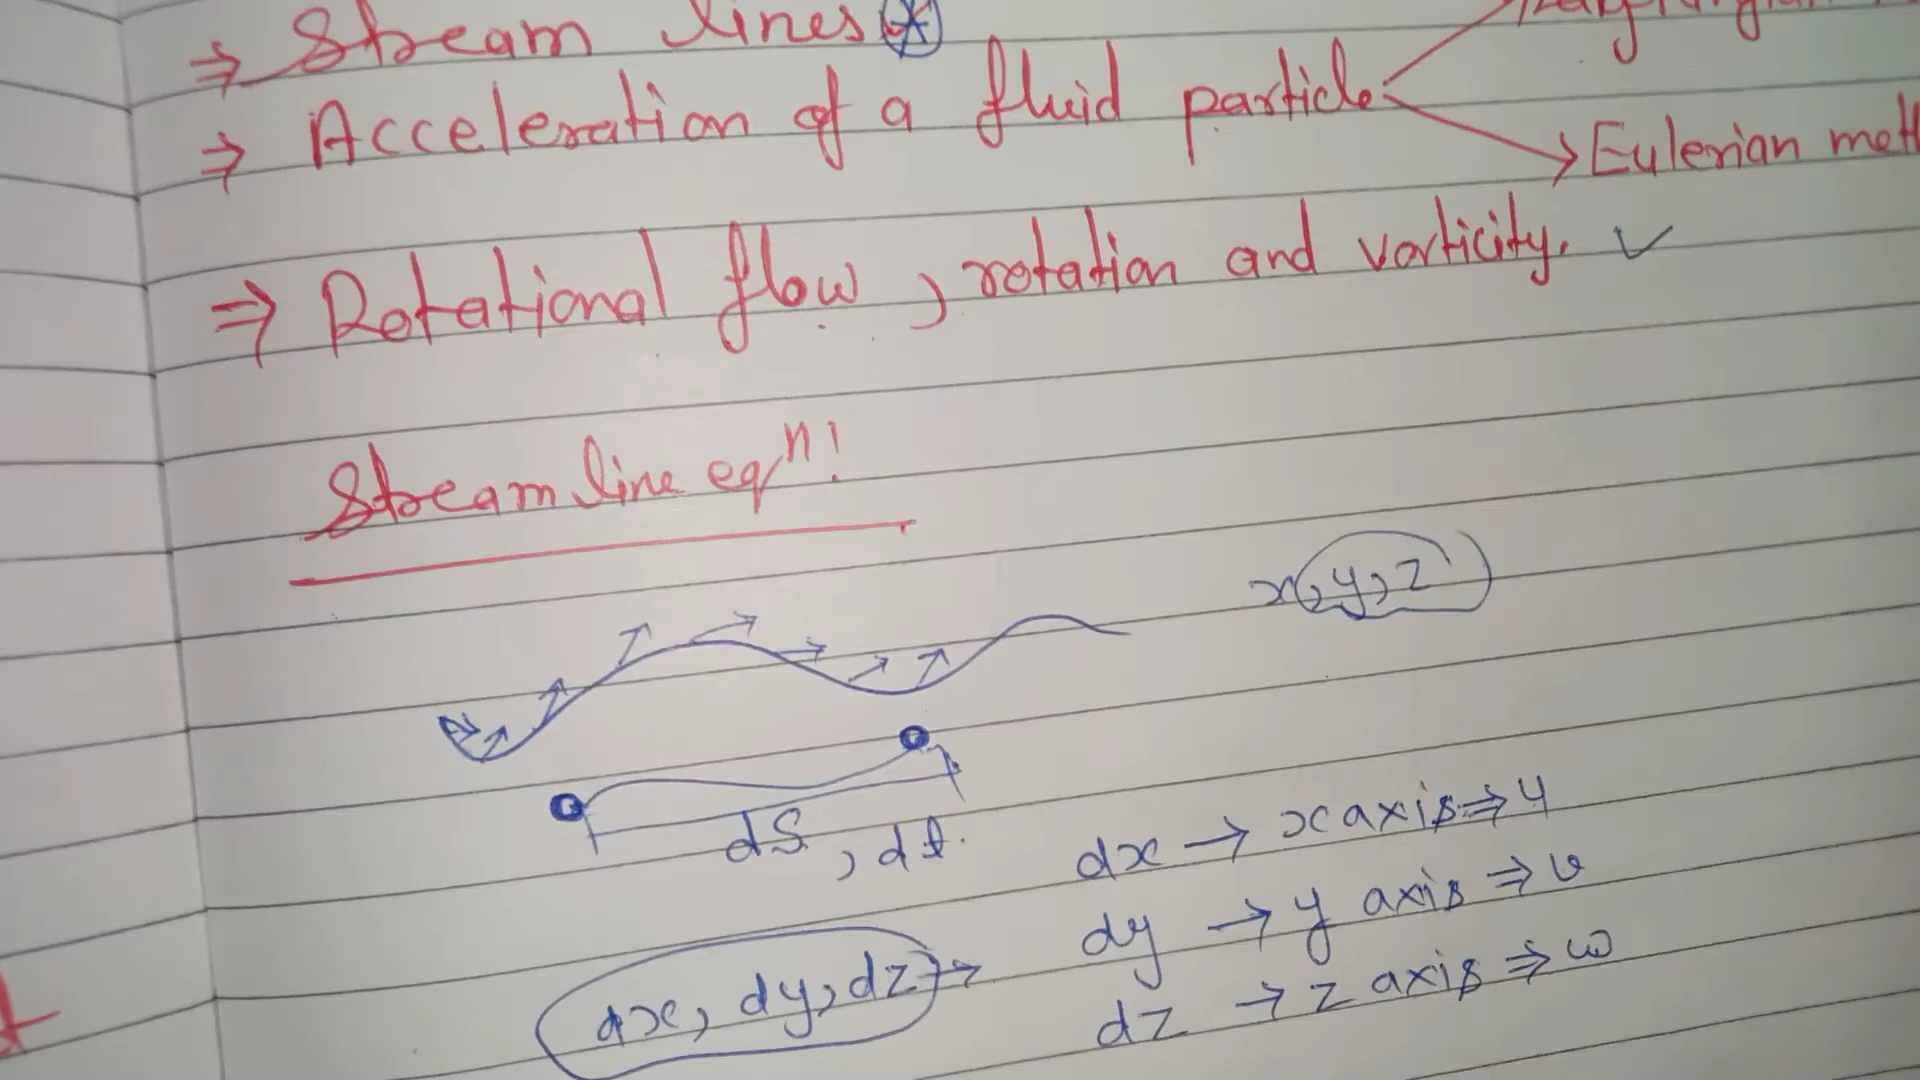 ⇒ Stream lines
⇒ Acceleration of a fluid particle
→ Eulerian
⇒ Rotational flow, rotation and vorticity. ✓
Stream line eqⁿ:
x, y, z
ds, dt.
dx → x axis ⇒ u
dy → y axis ⇒ v
dx, dy, dz →
dz → z axis ⇒ w